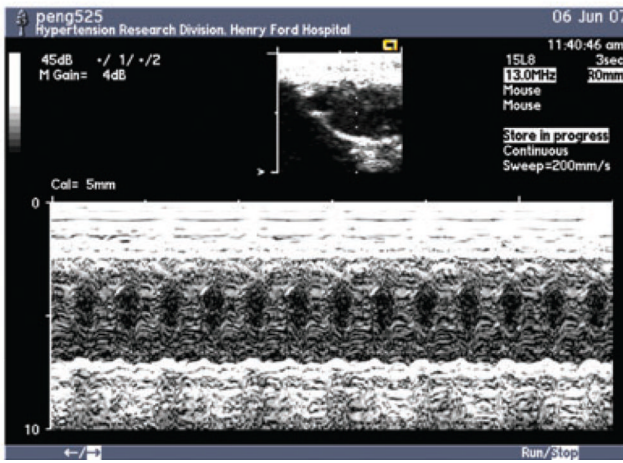 peng525 06 Jun 07
Hypertension Research Division. Henry Ford Hospital
11:40:46 am
45dB •/ 1/ •/2 15L8 3sec
M Gain= 4dB 13.0MHz R0mm
Mouse
Mouse
Store in progress
Continuous
Sweep=200mm/s
Cal= 5mm
0
10
←/→ Run/Stop